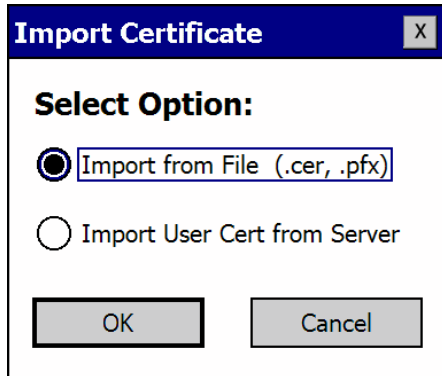 Import Certificate X
Select Option:
Import from File (.cer, .pfx)
Import User Cert from Server
OK Cancel